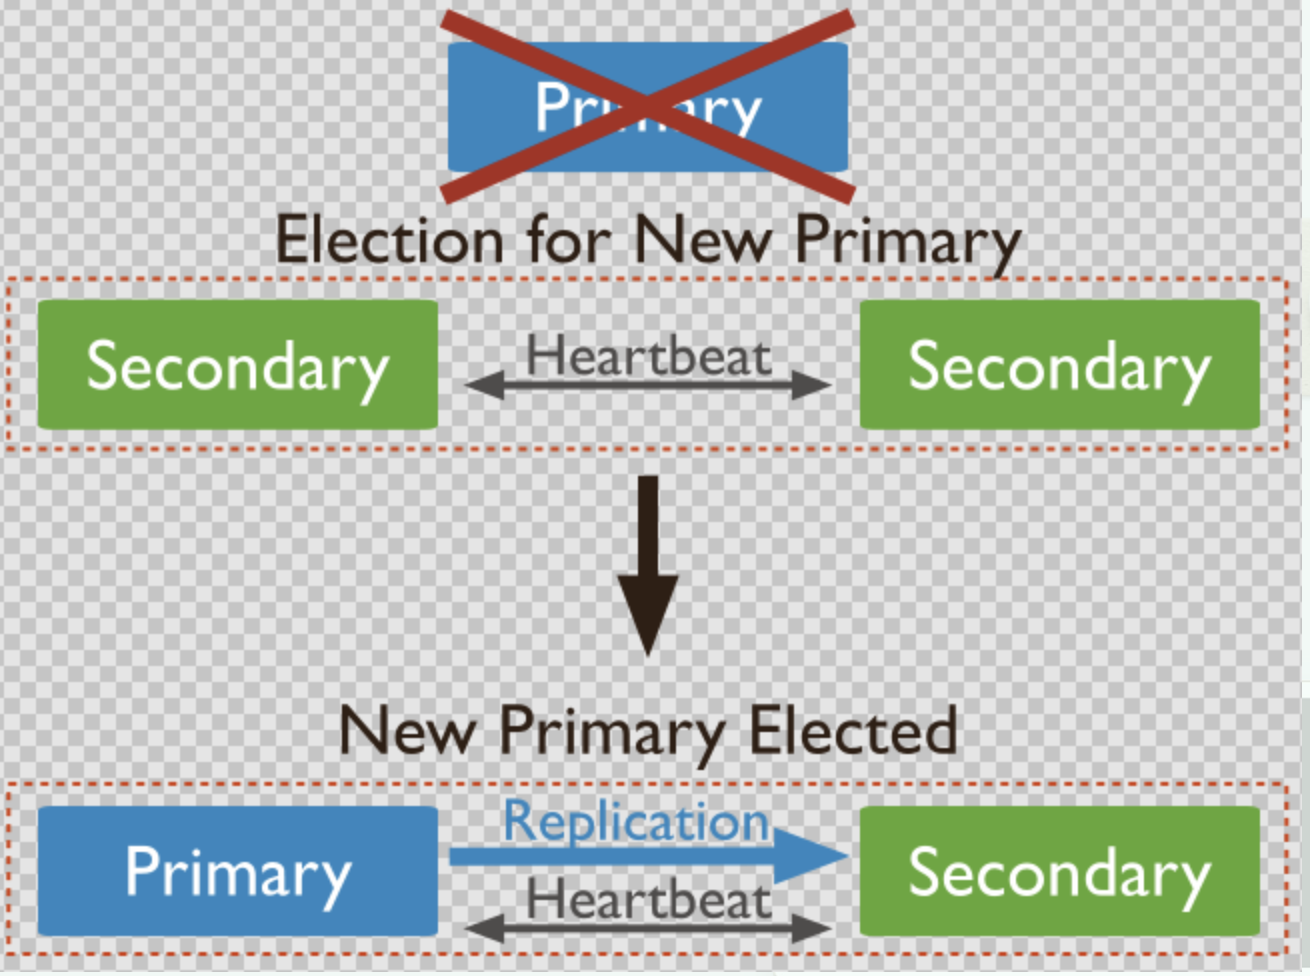 Primary
Election for New Primary
Secondary
Heartbeat
Secondary
New Primary Elected
Primary
Replication
Heartbeat
Secondary